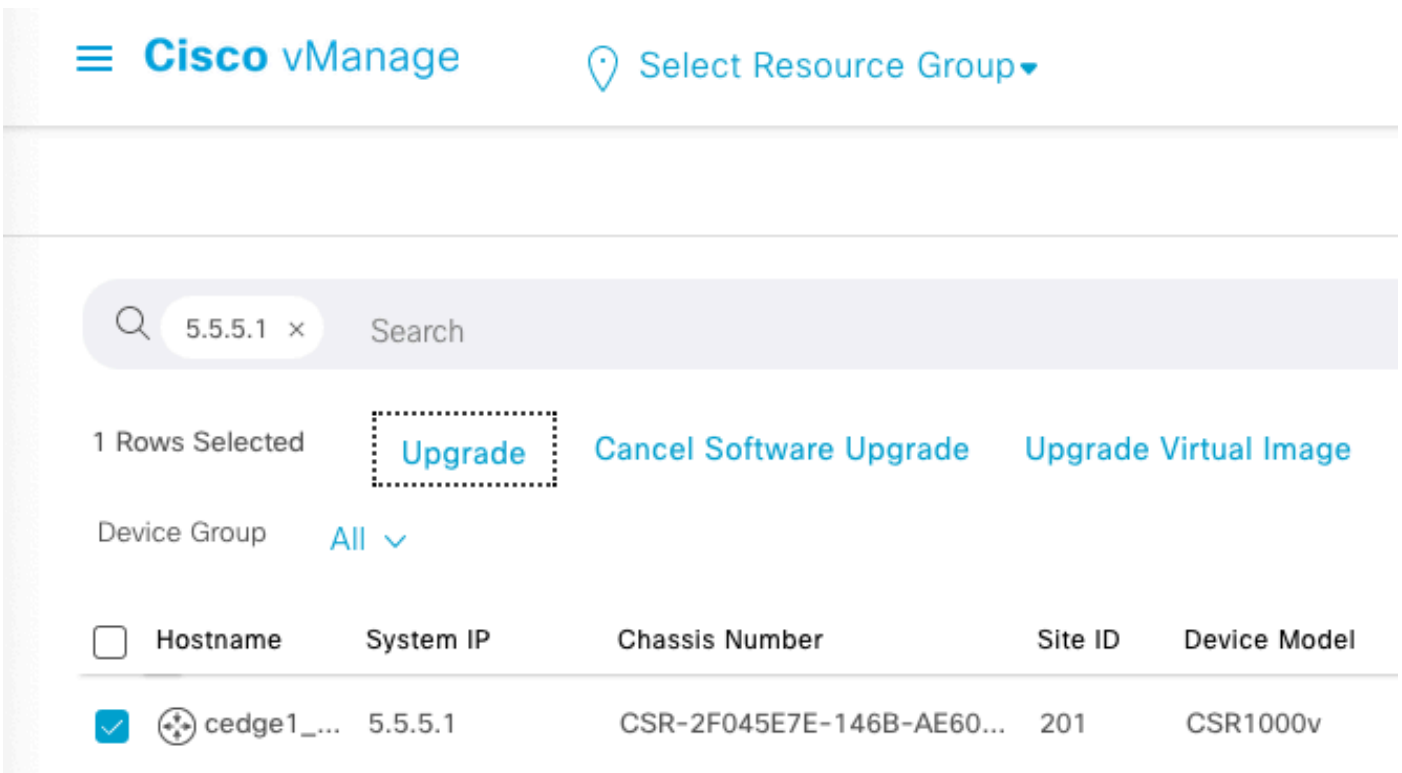 Cisco vManage Select Resource Group
5.5.5.1 × Search
1 Rows Selected Upgrade Cancel Software Upgrade Upgrade Virtual Image
Device Group All
Hostname System IP Chassis Number Site ID Device Model
cedge1_... 5.5.5.1 CSR-2F045E7E-146B-AE60... 201 CSR1000v